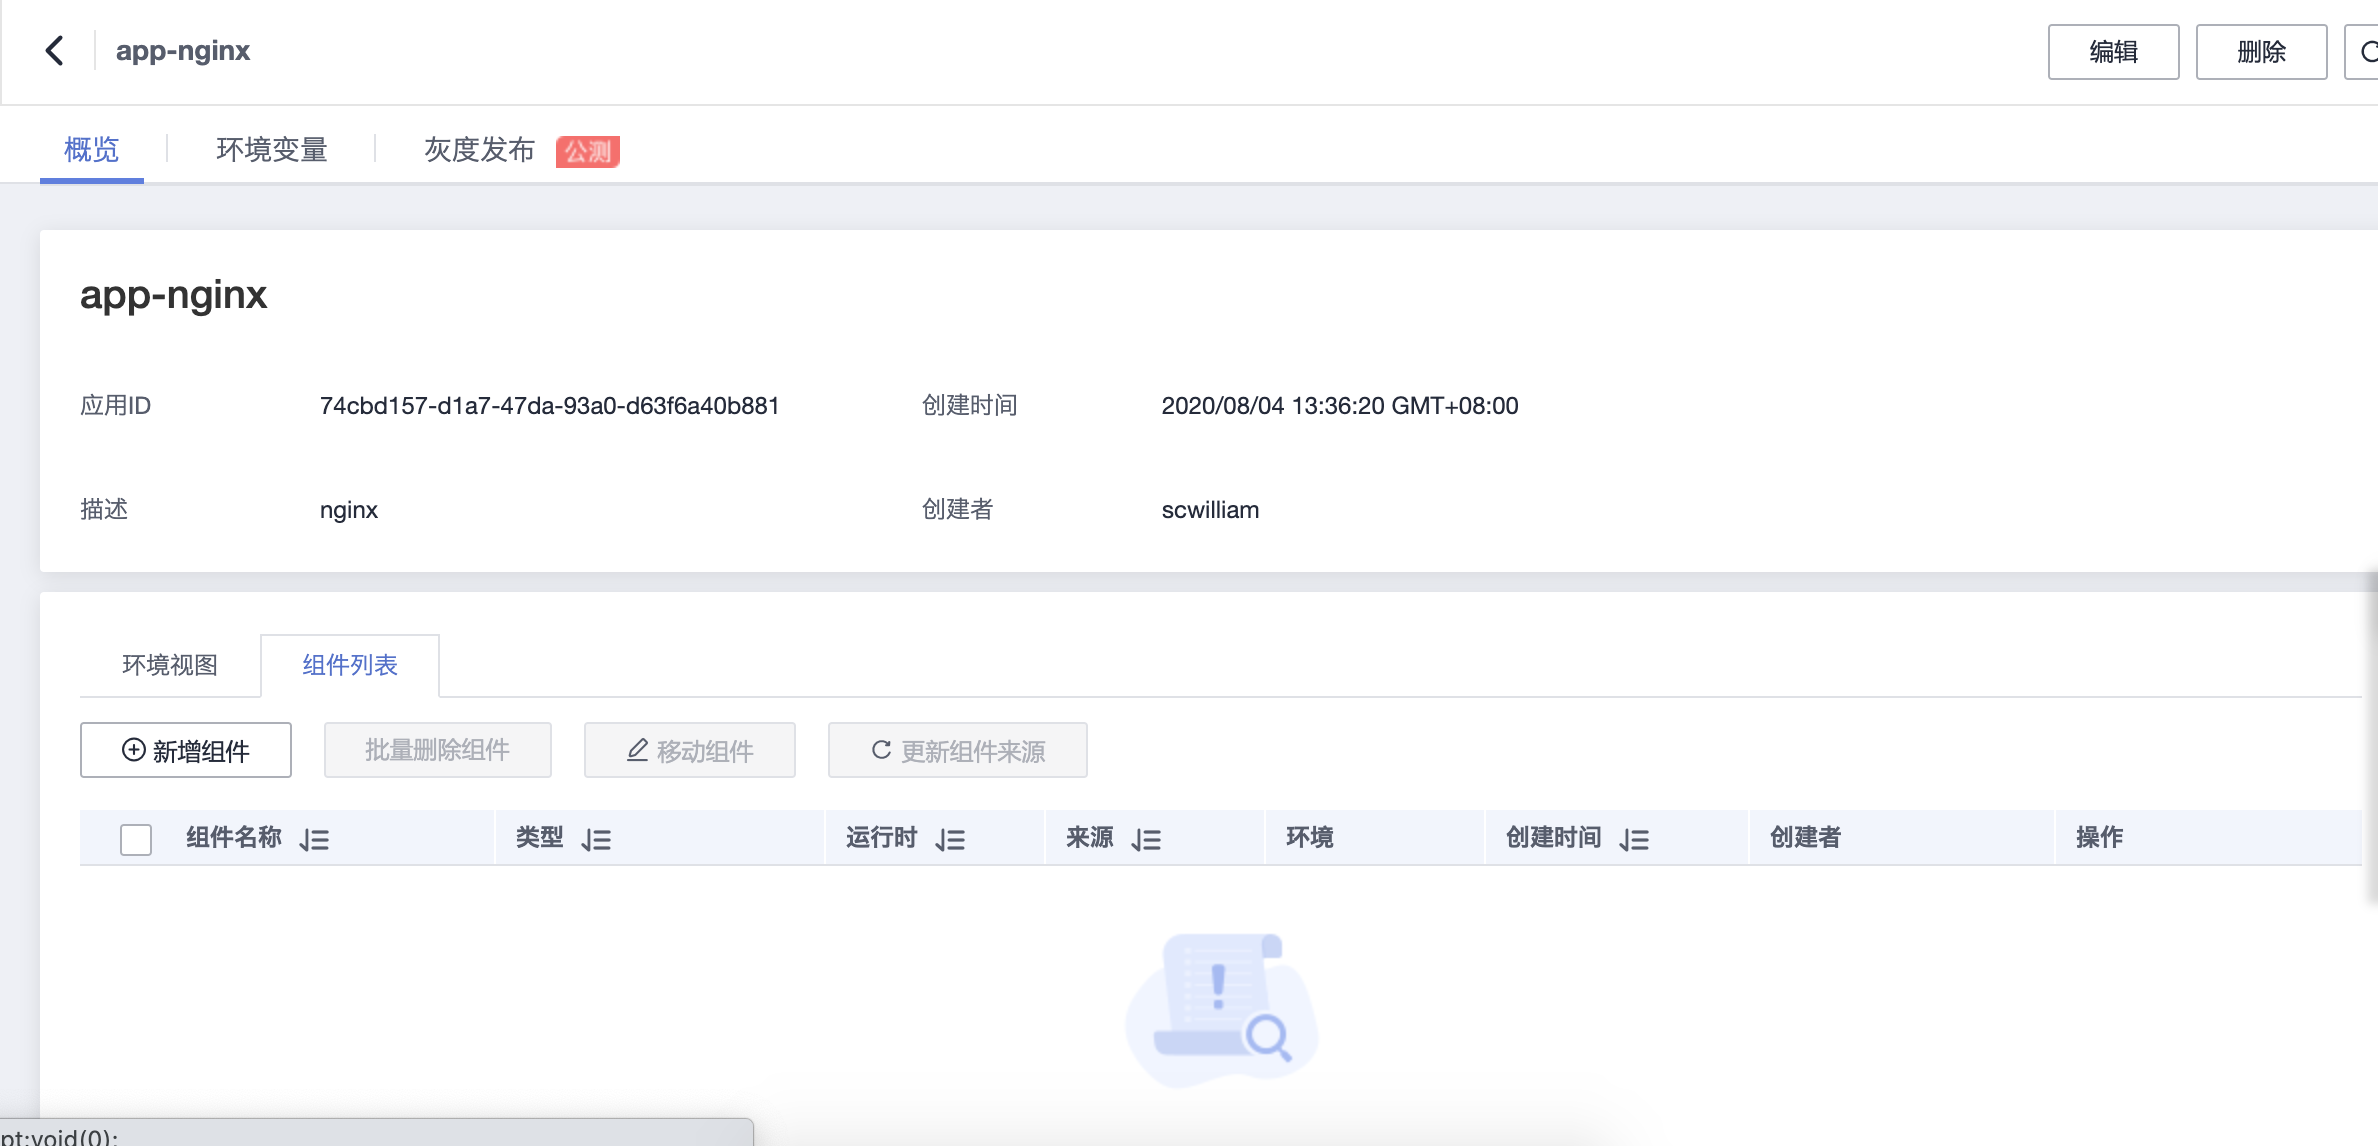 app-nginx
编辑
删除
概览
环境变量
灰度发布 公测
app-nginx
应用ID 74cbd157-d1a7-47da-93a0-d63f6a40b881 创建时间 2020/08/04 13:36:20 GMT+08:00
描述 nginx 创建者 scwilliam
环境视图 组件列表
新增组件 批量删除组件 移动组件 更新组件来源
组件名称 类型 运行时 来源 环境 创建时间 创建者 操作
pt:void(0);